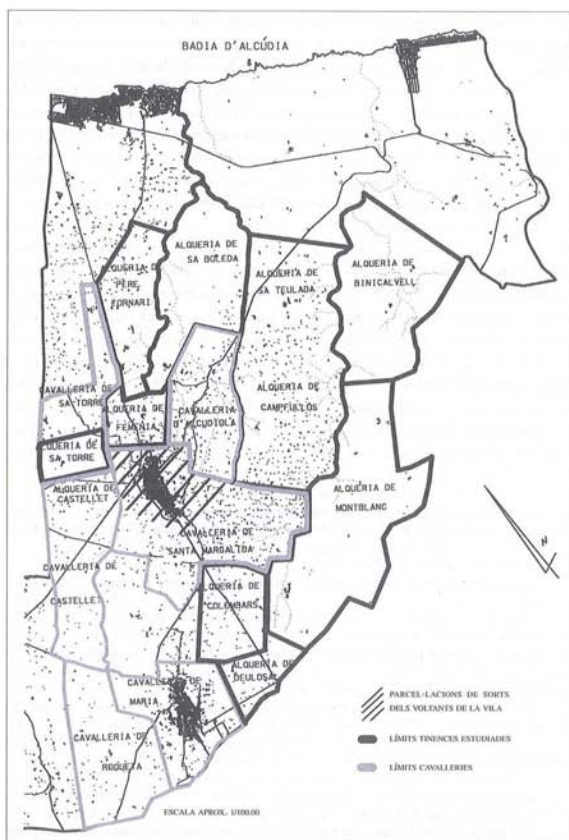 BADIA D'ALCÚDIA
ALQUERIA DE
SA BOLEDA
ALQUERIA DE
PERE
FORNARI
ALQUERIA DE
SA TEULADA
ALQUERIA DE
BINICALVELL
CAVALLERIA DE
SA TORRE
ALQUERIA DE
FEMENIA
CAVALLERIA
D'ALCUDIOLA
ALQUERIA DE
CAMPFULLOS
QUERIA DE
SA TORRE
ALQUERIA DE
CASTELLET
ALQUERIA DE
MONTBLANC
CAVALLERIA DE
SANTA MARGALIDA
CAVALLERIA DE
CASTELLET
ALQUERIA DE
COLOMBARS
N
ALQUERIA DE
DEULOSAL
CAVALLERIA DE
MARIA
CAVALLERIA DE
ROQUETA
PARCEL·LACIONS DE SORTS
DELS VOLTANTS DE LA VILA
LÍMITS TINENCES ESTUDIADES
LÍMITS CAVALLERIES
ESCALA APROX. 1/100.00